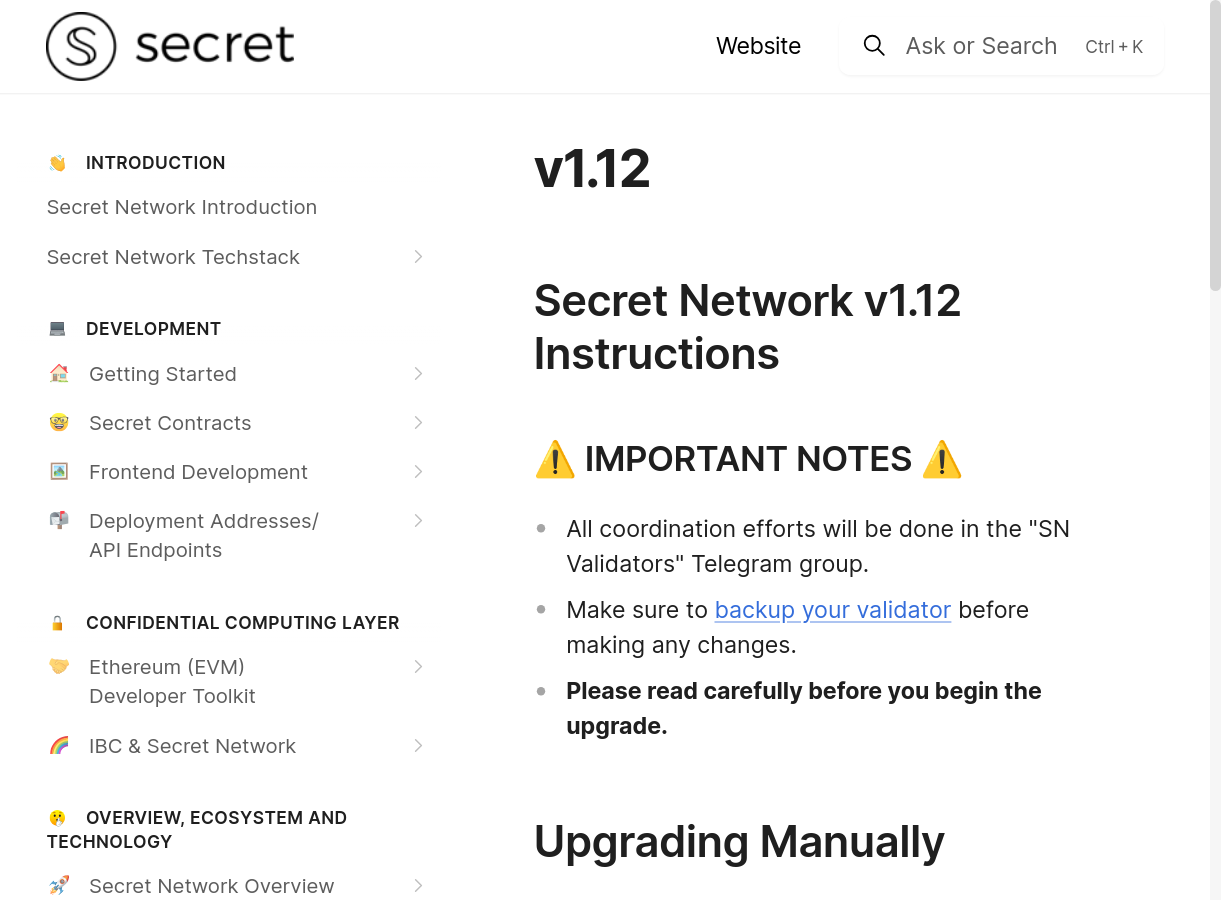 secret
Website
Ask or Search
Ctrl + K
INTRODUCTION
Secret Network Introduction
Secret Network Techstack
DEVELOPMENT
Getting Started
Secret Contracts
Frontend Development
Deployment Addresses/
API Endpoints
CONFIDENTIAL COMPUTING LAYER
Ethereum (EVM)
Developer Toolkit
IBC & Secret Network
OVERVIEW, ECOSYSTEM AND
TECHNOLOGY
Secret Network Overview
v1.12
Secret Network v1.12
Instructions
⚠️ IMPORTANT NOTES ⚠️
All coordination efforts will be done in the "SN
Validators" Telegram group.
Make sure to backup your validator before
making any changes.
Please read carefully before you begin the
upgrade.
Upgrading Manually